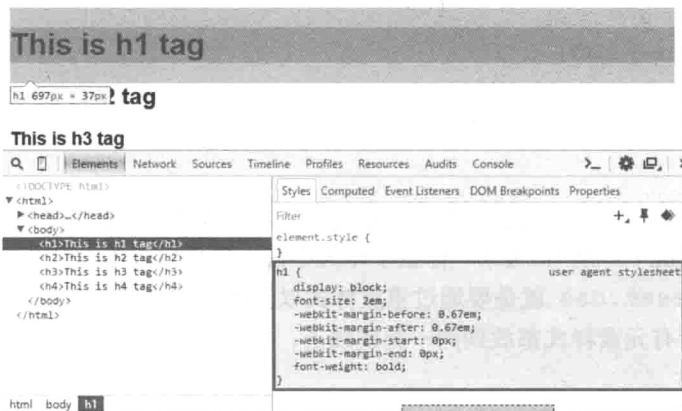 This is h1 tag
h1 697px × 37px
2 tag
This is h3 tag
Elements Network Sources Timeline Profiles Resources Audits Console
<!DOCTYPE html>
▼<html>
▶<head>…</head>
▼<body>
<h1>This is h1 tag</h1>
<h2>This is h2 tag</h2>
<h3>This is h3 tag</h3>
<h4>This is h4 tag</h4>
</body>
</html>
html body h1
Styles Computed Event Listeners DOM Breakpoints Properties
Filter
element.style {
}
h1 { user agent stylesheet
display: block;
font-size: 2em;
-webkit-margin-before: 0.67em;
-webkit-margin-after: 0.67em;
-webkit-margin-start: 0px;
-webkit-margin-end: 0px;
font-weight: bold;
}